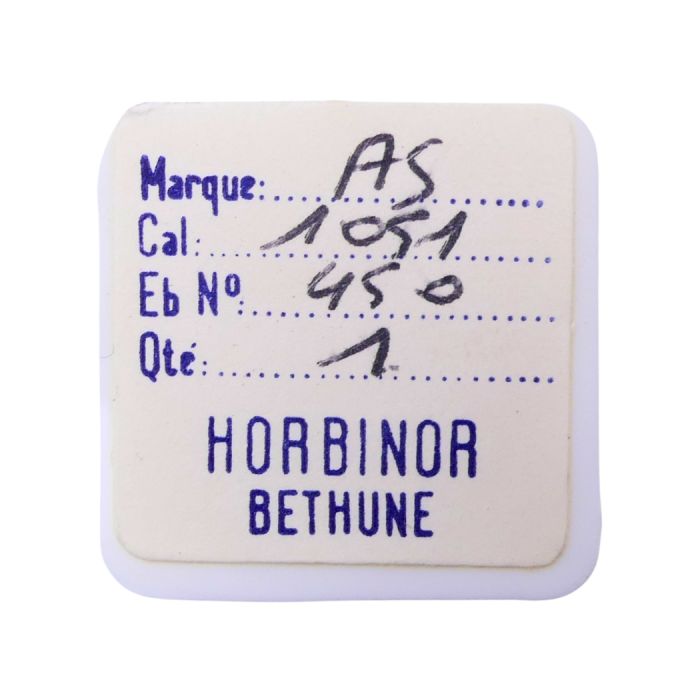 Marque: AS
Cal: 1051
Eb Nº: 450
Qté: 1
HORBINOR
BETHUNE